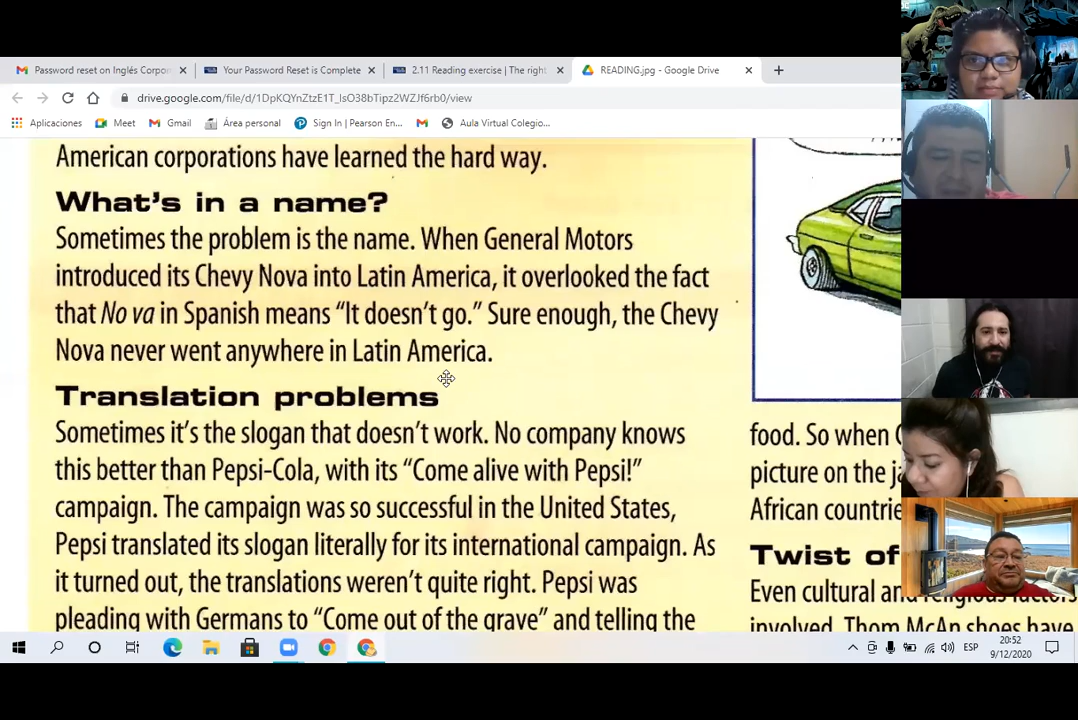 Password reset on Inglés Corpor
Your Password Reset is Complete
2.11 Reading exercise | The right
READING.jpg - Google Drive
drive.google.com/file/d/1DpKQYnZtzE1T_lsO38bTipz2WZJf6rb0/view
Aplicaciones
Meet
Gmail
Área personal
Sign In | Pearson En...
Aula Virtual Colegio...
American corporations have learned the hard way.
What's in a name?
Sometimes the problem is the name. When General Motors
introduced its Chevy Nova into Latin America, it overlooked the fact
that No va in Spanish means “It doesn't go.” Sure enough, the Chevy
Nova never went anywhere in Latin America.
Translation problems
Sometimes it's the slogan that doesn't work. No company knows
this better than Pepsi-Cola, with its “Come alive with Pepsi!”
campaign. The campaign was so successful in the United States,
Pepsi translated its slogan literally for its international campaign. As
it turned out, the translations weren't quite right. Pepsi was
pleading with Germans to “Come out of the grave” and telling the
food. So when
picture on the
African countrie
Twist of
Even cultural and religious factors
involved. Thom McAn shoes have
ESP
20:52
9/12/2020